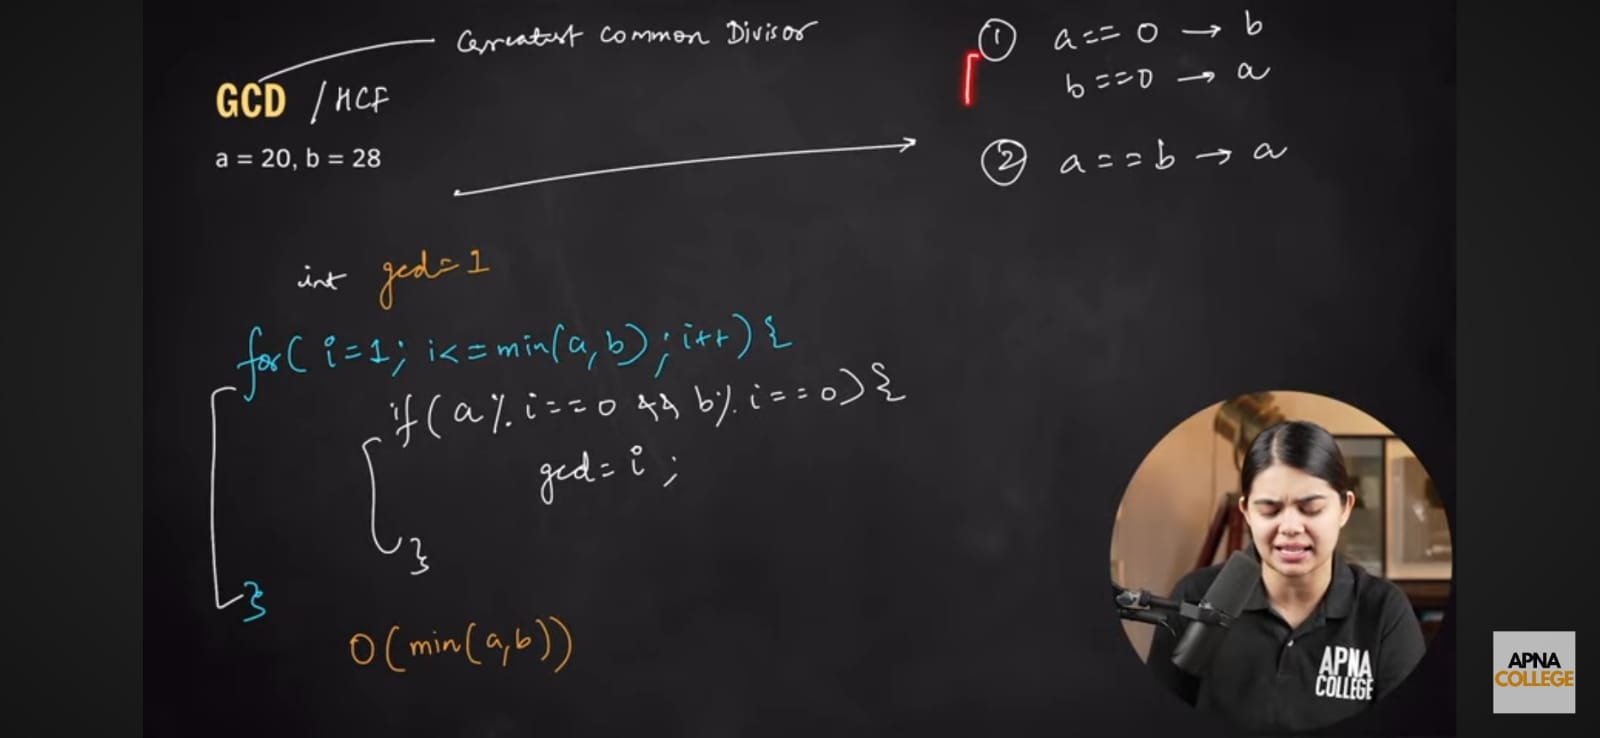 Greatest Common Divisor
GCD / HCF
a = 20, b = 28
① a == 0 → b
b == 0 → a
② a == b → a
int gcd = 1
for( i=1; i<=min(a,b); i++) {
if( a % i == 0 && b % i == 0) {
gcd = i ;
}
}
O(min(a,b))
APNA
COLLEGE
APNA
COLLEGE